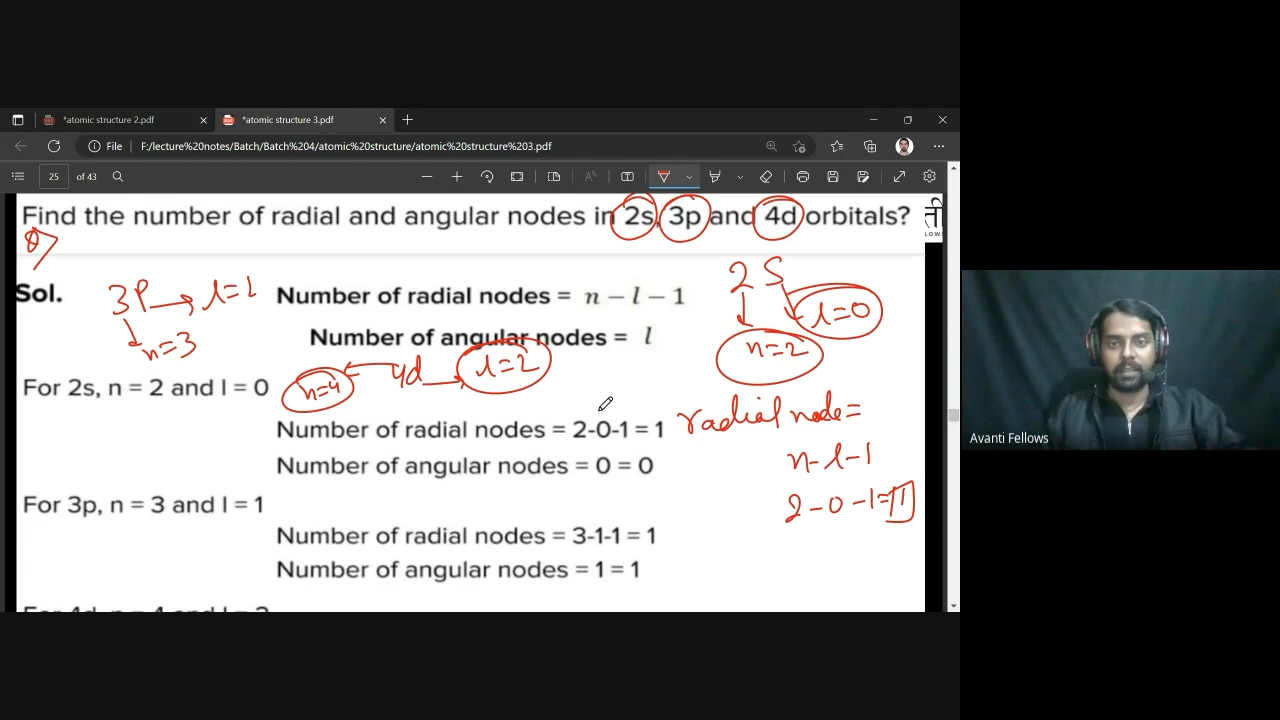 *atomic structure 2.pdf
*atomic structure 3.pdf
File
F:/lecture%20notes/Batch/Batch%204/atomic%20structure/atomic%20structure%203.pdf
25 of 43
Find the number of radial and angular nodes in 2s, 3p and 4d orbitals?
Sol.
3P → l=1
n=3
Number of radial nodes = n − l − 1
Number of angular nodes = l
2 S
l=0
n=2
n=4 4d l=2
For 2s, n = 2 and l = 0
radial node=
n-l-1
2-0-1=1
Number of radial nodes = 2-0-1 = 1
Number of angular nodes = 0 = 0
For 3p, n = 3 and l = 1
Number of radial nodes = 3-1-1 = 1
Number of angular nodes = 1 = 1
For 4d, n = 4 and l = 2
Avanti Fellows